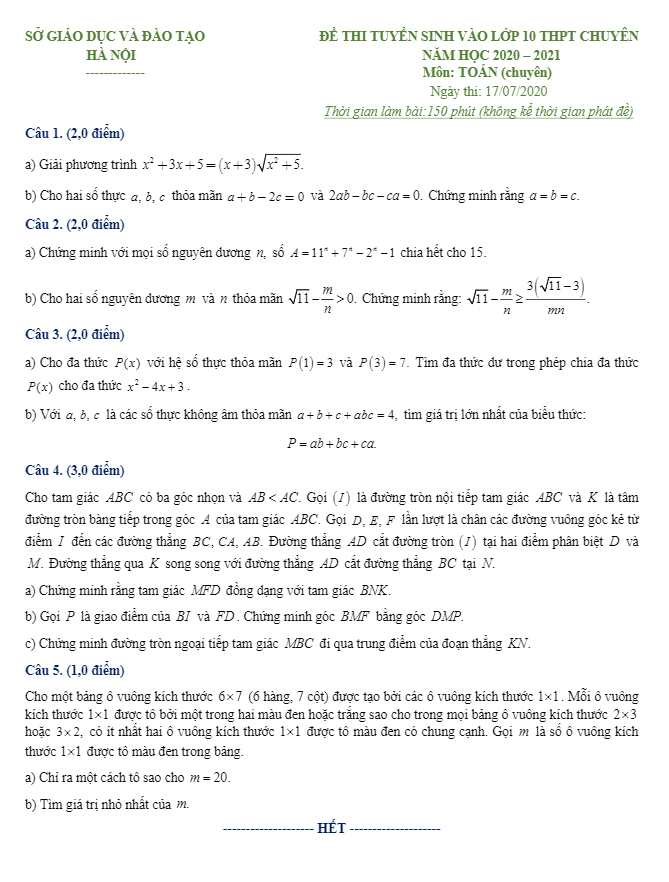 SỞ GIÁO DỤC VÀ ĐÀO TẠO
HÀ NỘI
-------------
ĐỀ THI TUYỂN SINH VÀO LỚP 10 THPT CHUYÊN
NĂM HỌC 2020 – 2021
Môn: TOÁN (chuyên)
Ngày thi: 17/07/2020
Thời gian làm bài:150 phút (không kể thời gian phát đề)
Câu 1. (2,0 điểm)
a) Giải phương trình x² + 3x + 5 = (x + 3)√(x² + 5).
b) Cho hai số thực a, b, c thỏa mãn a + b − 2c = 0 và 2ab − bc − ca = 0. Chứng minh rằng a = b = c.
Câu 2. (2,0 điểm)
a) Chứng minh với mọi số nguyên dương n, số A = 11ⁿ + 7ⁿ − 2ⁿ − 1 chia hết cho 15.
b) Cho hai số nguyên dương m và n thỏa mãn √11 − m/n > 0. Chứng minh rằng: √11 − m/n ≥ 3(√11 − 3)/mn.
Câu 3. (2,0 điểm)
a) Cho đa thức P(x) với hệ số thực thỏa mãn P(1) = 3 và P(3) = 7. Tìm đa thức dư trong phép chia đa thức
P(x) cho đa thức x² − 4x + 3.
b) Với a, b, c là các số thực không âm thỏa mãn a + b + c + abc = 4, tìm giá trị lớn nhất của biểu thức:
P = ab + bc + ca.
Câu 4. (3,0 điểm)
Cho tam giác ABC có ba góc nhọn và AB < AC. Gọi (I) là đường tròn nội tiếp tam giác ABC và K là tâm
đường tròn bàng tiếp trong góc A của tam giác ABC. Gọi D, E, F lần lượt là chân các đường vuông góc kẻ từ
điểm I đến các đường thẳng BC, CA, AB. Đường thẳng AD cắt đường tròn (I) tại hai điểm phân biệt D và
M. Đường thẳng qua K song song với đường thẳng AD cắt đường thẳng BC tại N.
a) Chứng minh rằng tam giác MFD đồng dạng với tam giác BNK.
b) Gọi P là giao điểm của BI và FD. Chứng minh góc BMF bằng góc DMP.
c) Chứng minh đường tròn ngoại tiếp tam giác MBC đi qua trung điểm của đoạn thẳng KN.
Câu 5. (1,0 điểm)
Cho một bảng ô vuông kích thước 6×7 (6 hàng, 7 cột) được tạo bởi các ô vuông kích thước 1×1. Mỗi ô vuông
kích thước 1×1 được tô bởi một trong hai màu đen hoặc trắng sao cho trong mọi bảng ô vuông kích thước 2×3
hoặc 3×2, có ít nhất hai ô vuông kích thước 1×1 được tô màu đen có chung cạnh. Gọi m là số ô vuông kích
thước 1×1 được tô màu đen trong bảng.
a) Chỉ ra một cách tô sao cho m = 20.
b) Tìm giá trị nhỏ nhất của m.
--------------------- HẾT ---------------------